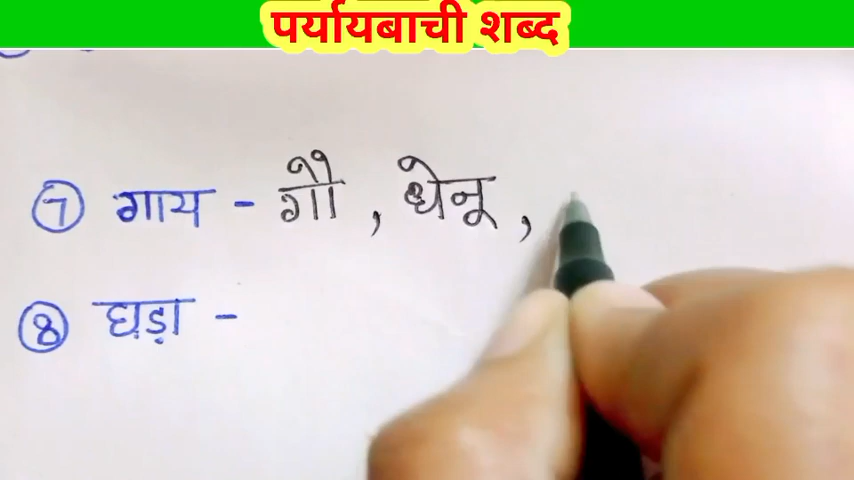 पर्यायबाची शब्द
7 गाय - गौ, धेनू,
8 घड़ा -